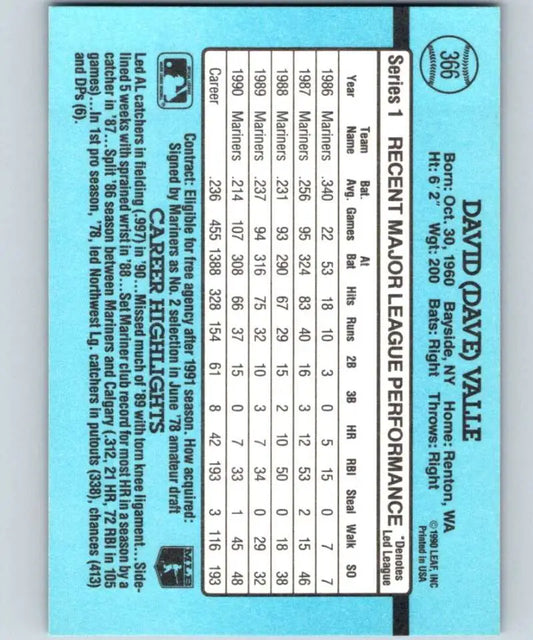 366
DAVID (DAVE) VALLE
©1990 LEAF, INC
Printed in USA
Born: Oct, 30, 1960 Bayside, NY Home: Renton, WA
Ht: 6' 2" Wgt: 200 Bats: Right Throws: Right
Series 1 RECENT MAJOR LEAGUE PERFORMANCE *Denotes Led League
Year Team Name Bat. Avg. Games At Bat Hits Runs 2B 3B HR RBI Steal Walk SO
1986 Mariners .340 22 53 18 10 3 0 5 15 0 7 7
1987 Mariners .256 95 324 83 40 16 3 12 53 2 15 46
1988 Mariners .231 93 290 67 29 15 2 10 50 0 18 38
1989 Mariners .237 94 316 75 32 10 3 7 34 0 29 32
1990 Mariners .214 107 308 66 37 15 0 7 33 1 45 48
Career .236 455 1388 328 154 61 8 42 193 3 116 193
Contract: Eligible for free agency after 1991 season. How acquired:
Signed by Mariners as No. 2 selection in June '78 amateur draft
CAREER HIGHLIGHTS
MLB
Led AL catchers in fielding (.997) in '90...Missed much of '89 with torn knee ligament...Side-
lined 5 weeks with sprained wrist in '88...Set Mariner club record for most HR in a season by a
catcher in '87...Split '86 season between Mariners and Calgary (.312, 21 HR, 72 RBI in 105
games)...In 1st pro season, '78, led Northwest Lg. catchers in putouts (338), chances (413)
and DPs (6).